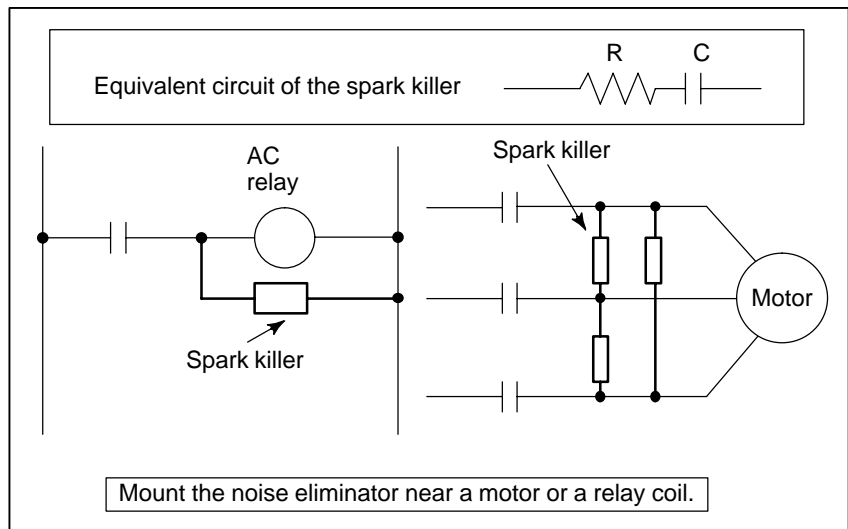 R
C
Equivalent circuit of the spark killer
AC
relay
Spark killer
Spark killer
Motor
Mount the noise eliminator near a motor or a relay coil.